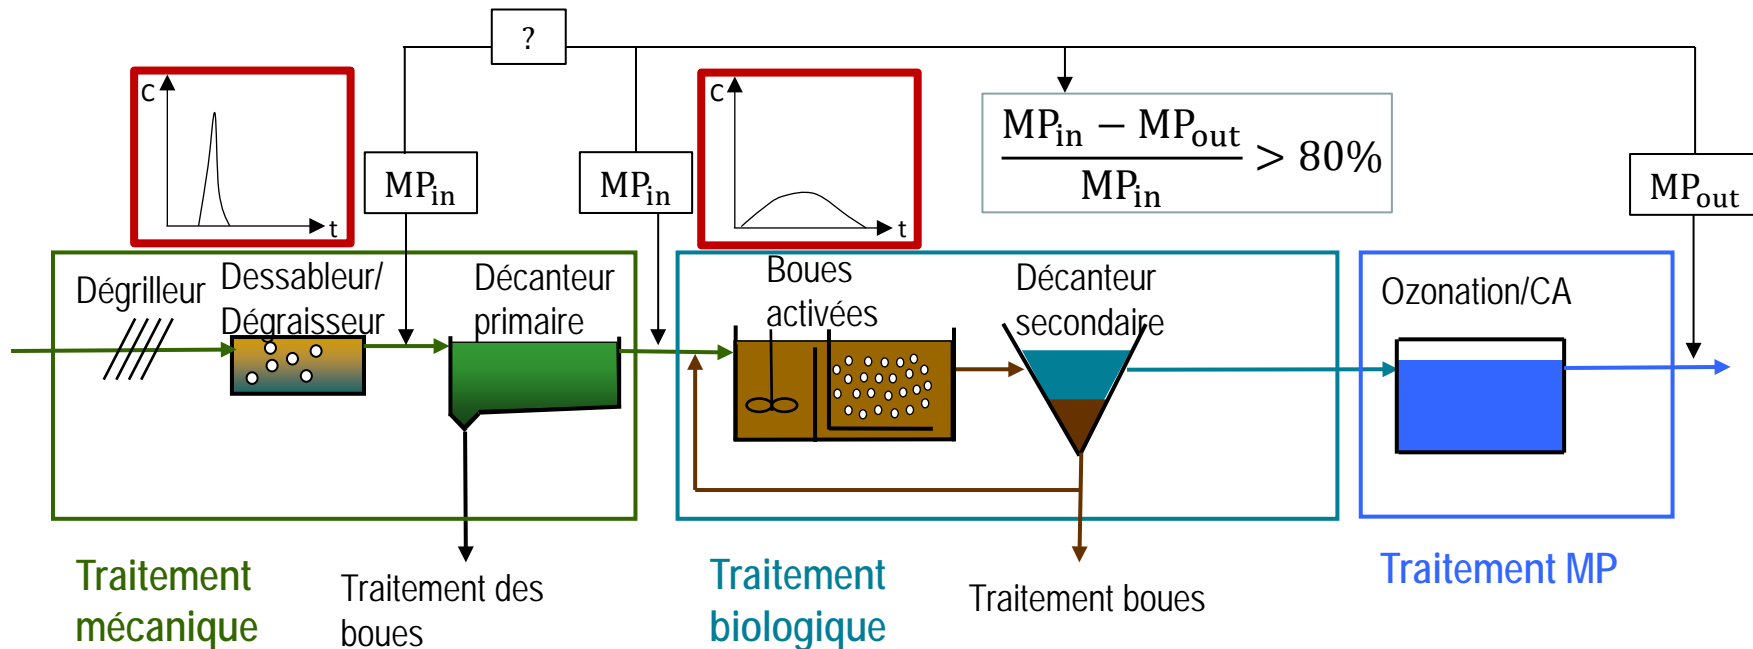 ?
C
t
C
t
MPin
MPin
MPin − MPout
MPin
> 80%
MPout
Dégrilleur
Dessableur/
Dégraisseur
Décanteur
primaire
Boues
activées
Décanteur
secondaire
Ozonation/CA
Traitement
mécanique
Traitement des
boues
Traitement
biologique
Traitement boues
Traitement MP